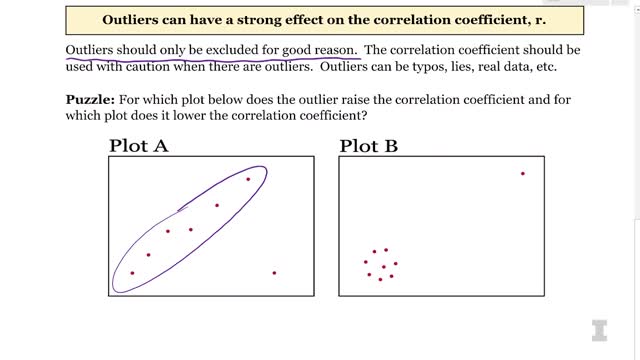 Outliers can have a strong effect on the correlation coefficient, r.
Outliers should only be excluded for good reason. The correlation coefficient should be
used with caution when there are outliers. Outliers can be typos, lies, real data, etc.
Puzzle: For which plot below does the outlier raise the correlation coefficient and for
which plot does it lower the correlation coefficient?
Plot A
Plot B
I